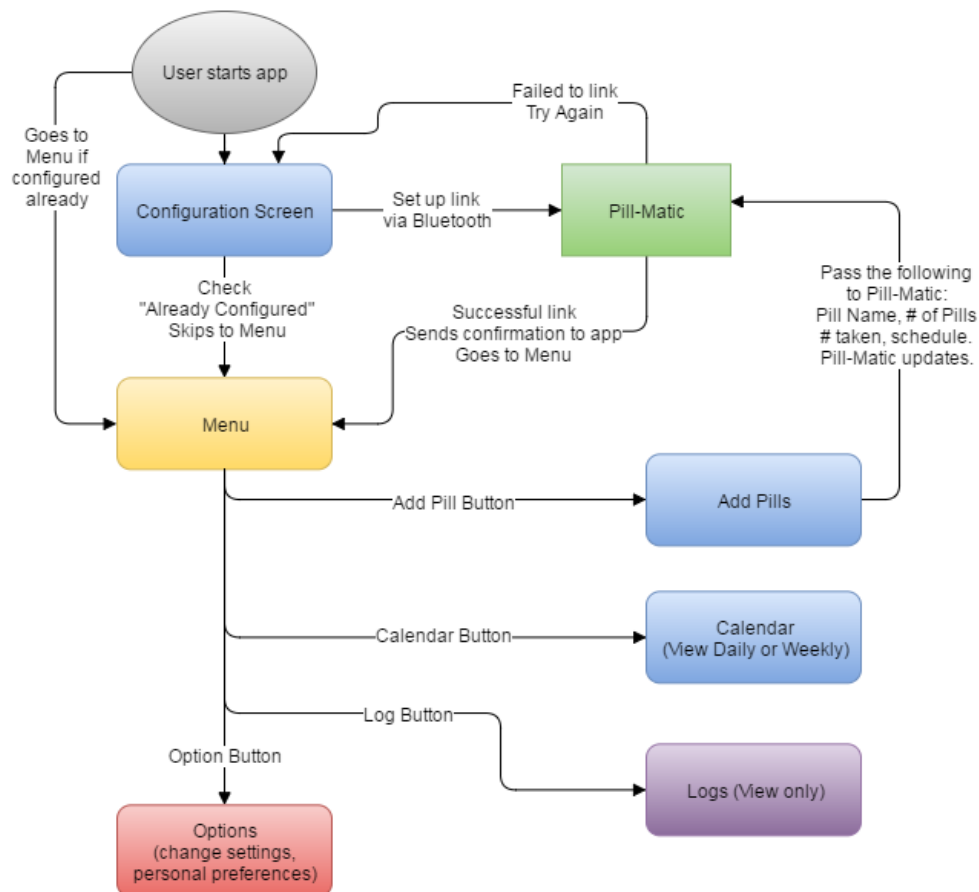 User starts app
Failed to link
Try Again
Goes to
Menu if
configured
already
Configuration Screen
Set up link
via Bluetooth
Pill-Matic
Pass the following
to Pill-Matic:
Pill Name, # of Pills
# taken, schedule.
Pill-Matic updates.
Check
"Already Configured"
Skips to Menu
Successful link
Sends confirmation to app
Goes to Menu
Menu
Add Pill Button
Add Pills
Calendar Button
Calendar
(View Daily or Weekly)
Log Button
Option Button
Logs (View only)
Options
(change settings,
personal preferences)